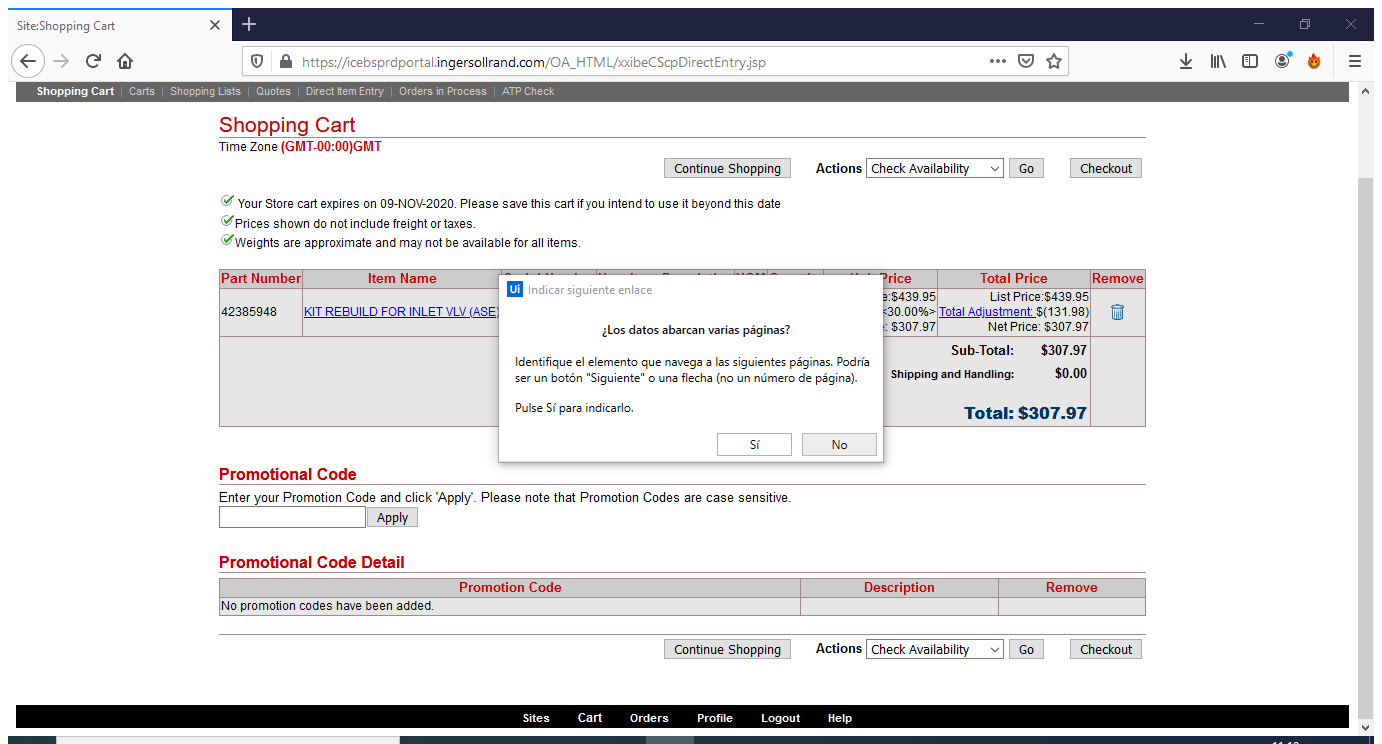 Site:Shopping Cart
https://icebsprdportal.ingersollrand.com/OA_HTML/xxibeCScpDirectEntry.jsp
Shopping Cart | Carts | Shopping Lists | Quotes | Direct Item Entry | Orders in Process | ATP Check
Shopping Cart
Time Zone (GMT-00:00)GMT
Continue Shopping Actions Check Availability Go Checkout
Your Store cart expires on 09-NOV-2020. Please save this cart if you intend to use it beyond this date
Prices shown do not include freight or taxes.
Weights are approximate and may not be available for all items.
Part Number Item Name Price Total Price Remove
42385948 KIT REBUILD FOR INLET VLV (ASE)
:$439.95
<30.00%>
: $307.97
List Price:$439.95
Total Adjustment: $(131.98)
Net Price: $307.97
Sub-Total: $307.97
Shipping and Handling: $0.00
Total: $307.97
Ui Indicar siguiente enlace
¿Los datos abarcan varias páginas?
Identifique el elemento que navega a las siguientes páginas. Podría
ser un botón "Siguiente" o una flecha (no un número de página).
Pulse Sí para indicarlo.
Sí No
Promotional Code
Enter your Promotion Code and click 'Apply'. Please note that Promotion Codes are case sensitive.
Apply
Promotional Code Detail
Promotion Code Description Remove
No promotion codes have been added.
Continue Shopping Actions Check Availability Go Checkout
Sites Cart Orders Profile Logout Help